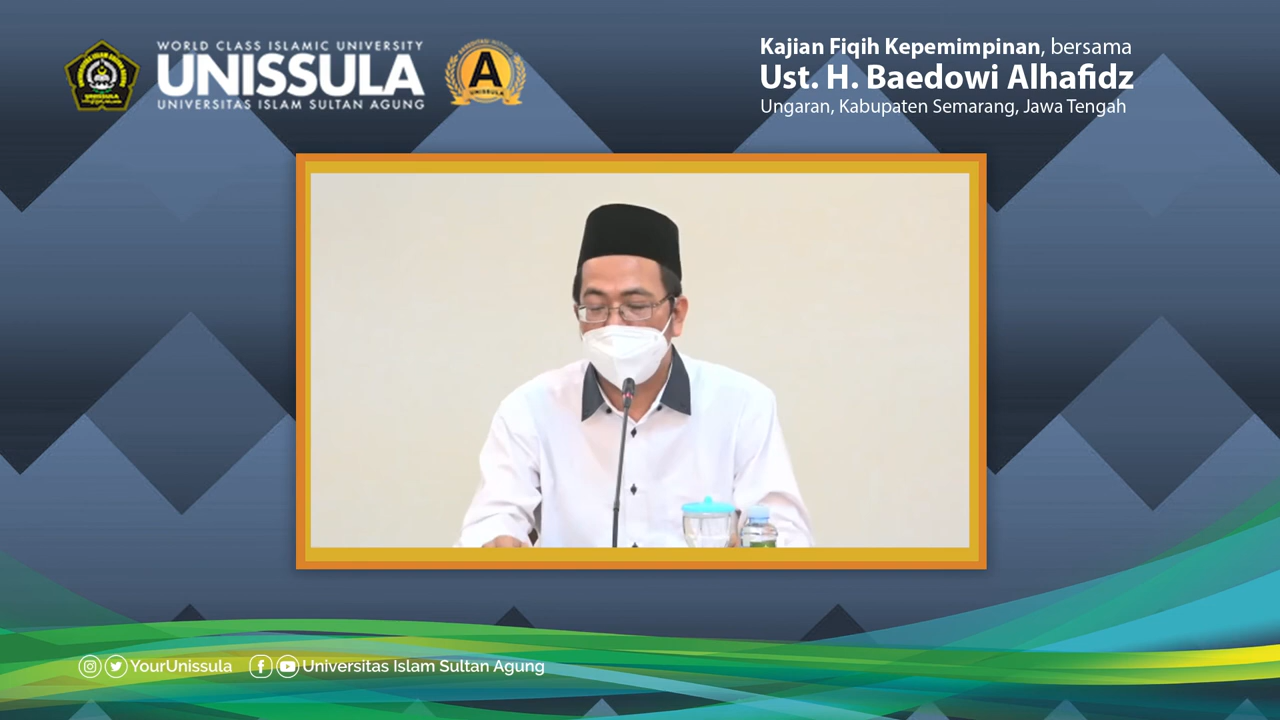 WORLD CLASS ISLAMIC UNIVERSITY
UNISSULA
UNIVERSITAS ISLAM SULTAN AGUNG
A
UNISSULA
Kajian Fiqih Kepemimpinan, bersama
Ust. H. Baedowi Alhafidz
Ungaran, Kabupaten Semarang, Jawa Tengah
YourUnissula
Universitas Islam Sultan Agung